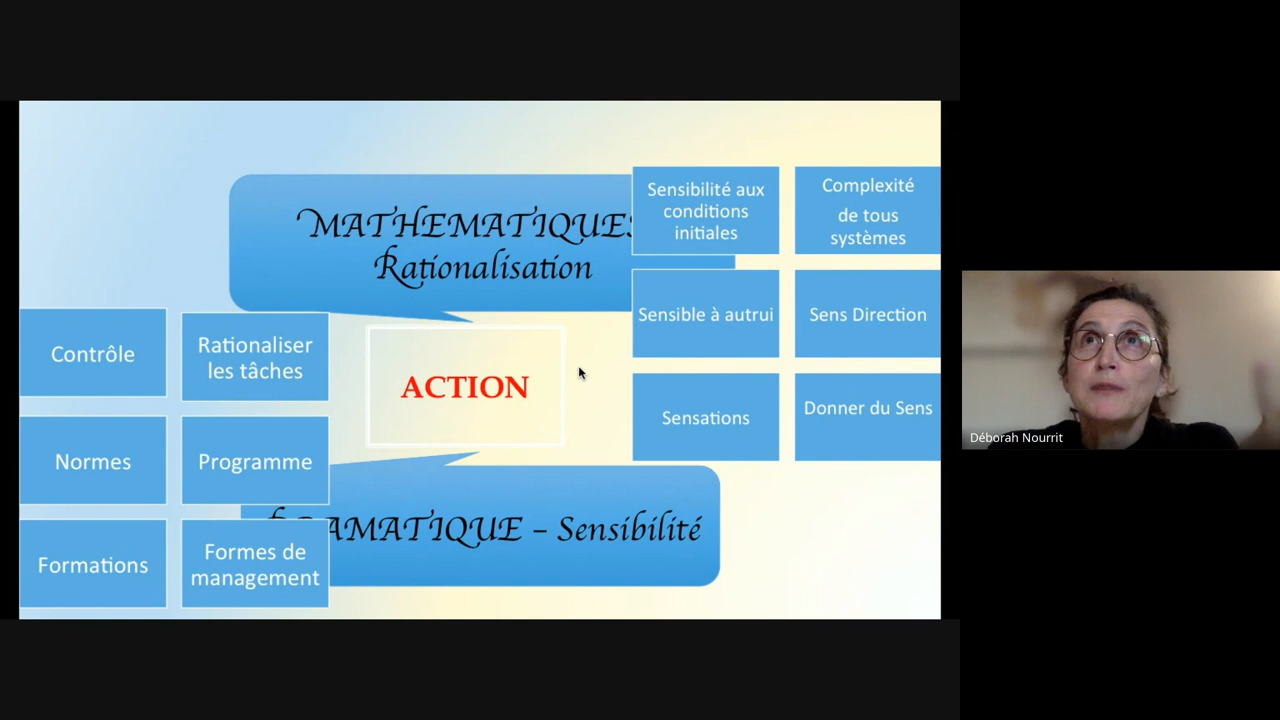 MATHEMATIQUES
Rationalisation
Sensibilité aux
conditions
initiales
Complexité
de tous
systèmes
Sensible à autrui
Sens Direction
Sensations
Donner du Sens
Contrôle
Rationaliser
les tâches
ACTION
Normes
Programme
Formations
Formes de
management
DRAMATIQUE – Sensibilité
Déborah Nourrit